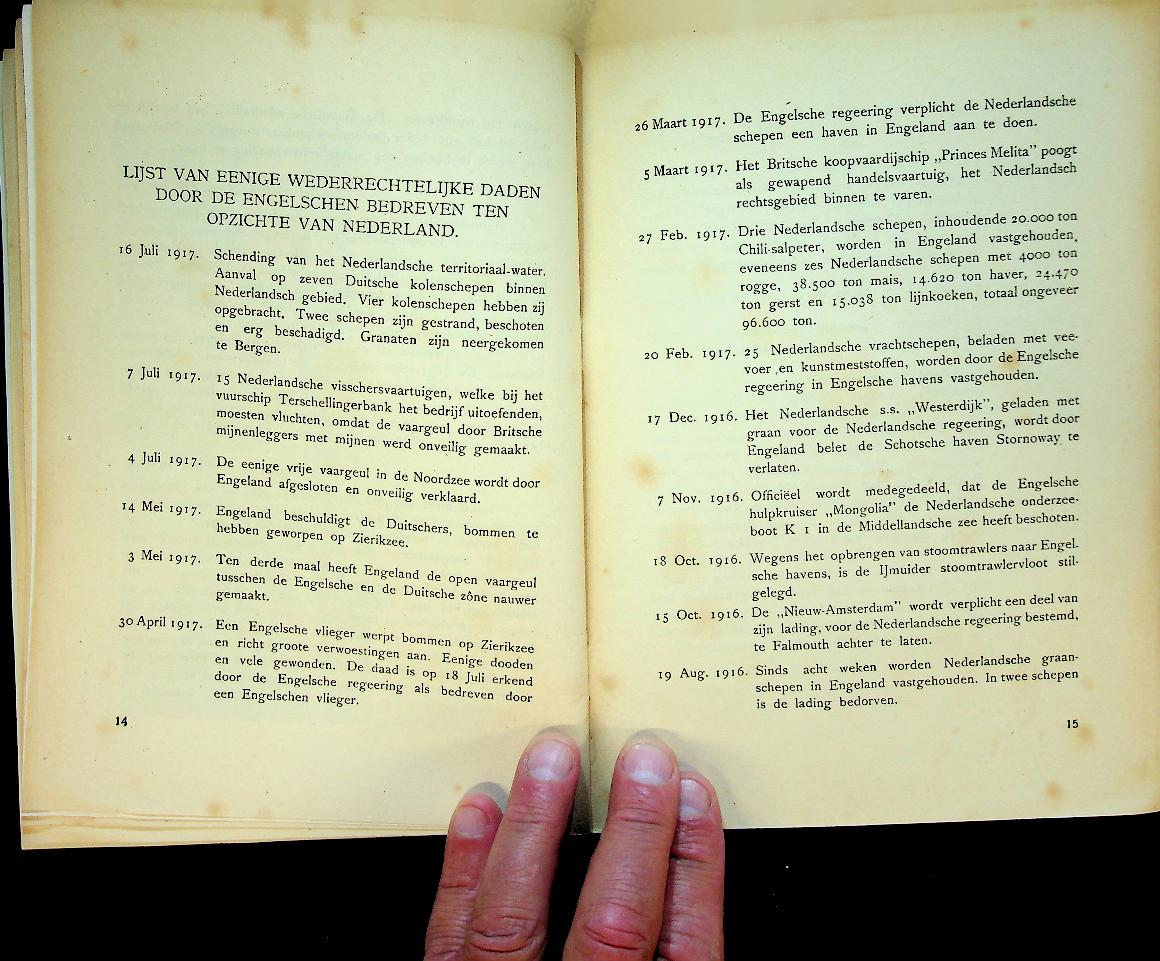 LIJST VAN EENIGE WEDERRECHTELIJKE DADEN
DOOR DE ENGELSCHEN BEDREVEN TEN
OPZICHTE VAN NEDERLAND.
16 Juli 1917. Schending van het Nederlandsche territoriaal-water.
Aanval op zeven Duitsche kolenschepen binnen
Nederlandsch gebied. Vier kolenschepen hebben zij
opgebracht. Twee schepen zijn gestrand, beschoten
en erg beschadigd. Granaten zijn neergekomen
te Bergen.
7 Juli 1917. 15 Nederlandsche visschersvaartuigen, welke bij het
vuurschip Terschellingerbank het bedrijf uitoefenden,
moesten vluchten, omdat de vaargeul door Britsche
mijnenleggers met mijnen werd onveilig gemaakt.
4 Juli 1917. De eenige vrije vaargeul in de Noordzee wordt door
Engeland afgesloten en onveilig verklaard.
14 Mei 1917. Engeland beschuldigt de Duitschers, bommen te
hebben geworpen op Zierikzee.
3 Mei 1917. Ten derde maal heeft Engeland de open vaargeul
tusschen de Engelsche en de Duitsche zône nauwer
gemaakt.
30 April 1917. Een Engelsche vlieger werpt bommen op Zierikzee
en richt groote verwoestingen aan. Eenige dooden
en vele gewonden. De daad is op 18 Juli erkend
door de Engelsche regeering als bedreven door
een Engelschen vlieger.
14
26 Maart 1917. De Engelsche regeering verplicht de Nederlandsche
schepen een haven in Engeland aan te doen.
5 Maart 1917. Het Britsche koopvaardijschip „Princes Melita" poogt
als gewapend handelsvaartuig, het Nederlandsch
rechtsgebied binnen te varen.
27 Feb. 1917. Drie Nederlandsche schepen, inhoudende 20.000 ton
Chili-salpeter, worden in Engeland vastgehouden,
eveneens zes Nederlandsche schepen met 4000 ton
rogge, 38.500 ton mais, 14.620 ton haver, 24.470
ton gerst en 15.038 ton lijnkoeken, totaal ongeveer
96.600 ton.
20 Feb. 1917. 25 Nederlandsche vrachtschepen, beladen met vee-
voer en kunstmeststoffen, worden door de Engelsche
regeering in Engelsche havens vastgehouden.
17 Dec. 1916. Het Nederlandsche s.s. „Westerdijk", geladen met
graan voor de Nederlandsche regeering, wordt door
Engeland belet de Schotsche haven Stornoway te
verlaten.
7 Nov. 1916. Officiëel wordt medegedeeld, dat de Engelsche
hulpkruiser „Mongolia" de Nederlandsche onderzee-
boot K 1 in de Middellandsche zee heeft beschoten.
18 Oct. 1916. Wegens het opbrengen van stoomtrawlers naar Engel-
sche havens, is de IJmuider stoomtrawlervloot stil-
gelegd.
15 Oct. 1916. De „Nieuw-Amsterdam" wordt verplicht een deel van
zijn lading, voor de Nederlandsche regeering bestemd,
te Falmouth achter te laten.
19 Aug. 1916. Sinds acht weken worden Nederlandsche graan-
schepen in Engeland vastgehouden. In twee schepen
is de lading bedorven.
15